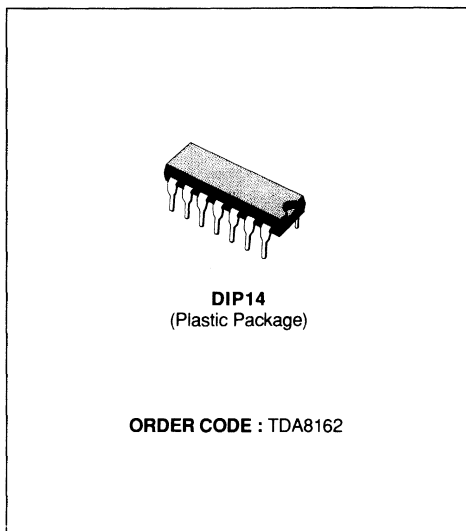 DIP14
(Plastic Package)
ORDER CODE : TDA8162